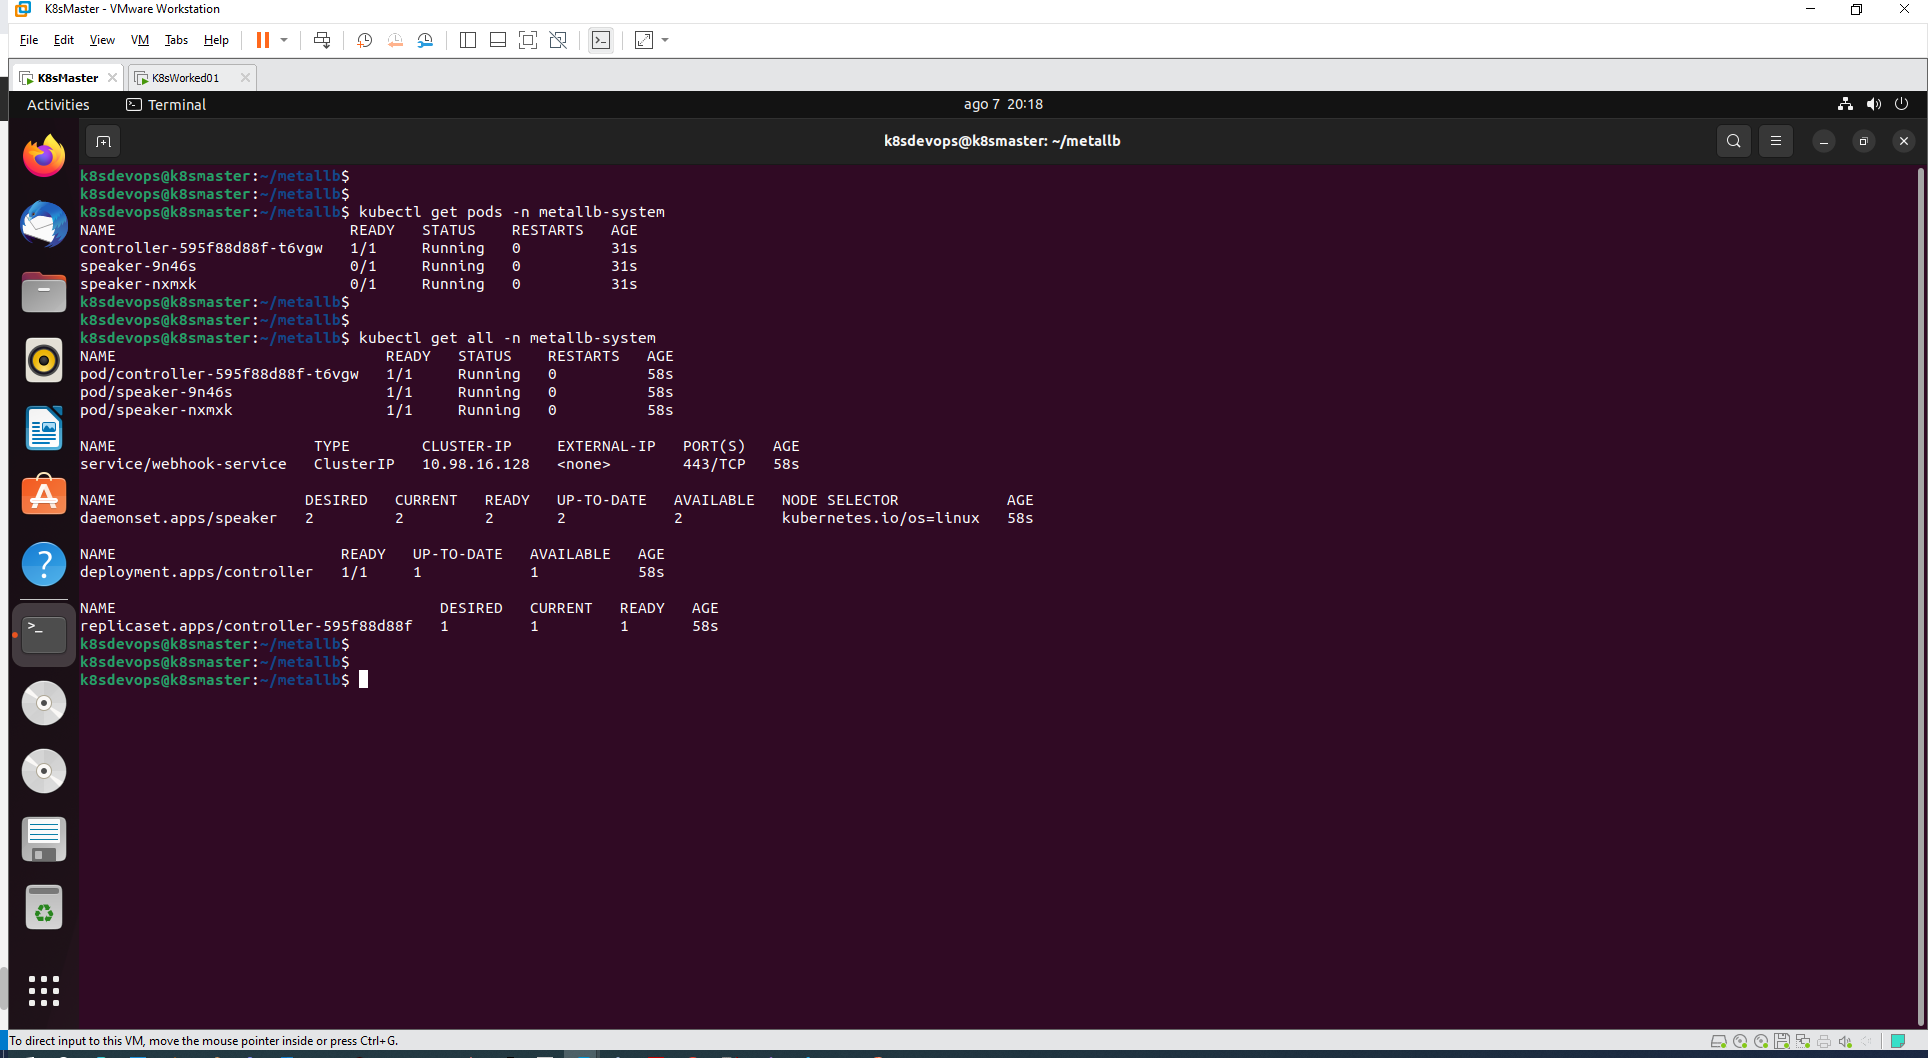 K8sMaster - VMware Workstation
File Edit View VM Tabs Help
K8sMaster K8sWorked01
Activities Terminal ago 7 20:18
k8sdevops@k8smaster: ~/metallb
k8sdevops@k8smaster:~/metallb$
k8sdevops@k8smaster:~/metallb$
k8sdevops@k8smaster:~/metallb$ kubectl get pods -n metallb-system
NAME READY STATUS RESTARTS AGE
controller-595f88d88f-t6vgw 1/1 Running 0 31s
speaker-9n46s 0/1 Running 0 31s
speaker-nxmxk 0/1 Running 0 31s
k8sdevops@k8smaster:~/metallb$
k8sdevops@k8smaster:~/metallb$
k8sdevops@k8smaster:~/metallb$ kubectl get all -n metallb-system
NAME READY STATUS RESTARTS AGE
pod/controller-595f88d88f-t6vgw 1/1 Running 0 58s
pod/speaker-9n46s 1/1 Running 0 58s
pod/speaker-nxmxk 1/1 Running 0 58s
NAME TYPE CLUSTER-IP EXTERNAL-IP PORT(S) AGE
service/webhook-service ClusterIP 10.98.16.128 <none> 443/TCP 58s
NAME DESIRED CURRENT READY UP-TO-DATE AVAILABLE NODE SELECTOR AGE
daemonset.apps/speaker 2 2 2 2 2 kubernetes.io/os=linux 58s
NAME READY UP-TO-DATE AVAILABLE AGE
deployment.apps/controller 1/1 1 1 58s
NAME DESIRED CURRENT READY AGE
replicaset.apps/controller-595f88d88f 1 1 1 58s
k8sdevops@k8smaster:~/metallb$
k8sdevops@k8smaster:~/metallb$
k8sdevops@k8smaster:~/metallb$
To direct input to this VM, move the mouse pointer inside or press Ctrl+G.